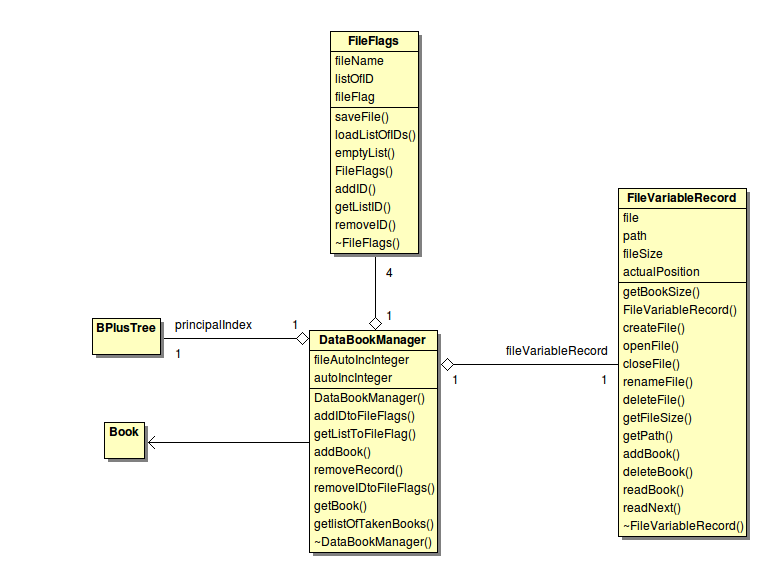 FileFlags
fileName
listOfID
fileFlag
saveFile()
loadListOfIDs()
emptyList()
FileFlags()
addID()
getListID()
removeID()
~FileFlags()
4
1
BPlusTree
principalIndex
1
1
DataBookManager
fileAutoIncInteger
autoIncInteger
DataBookManager()
addIDtoFileFlags()
getListToFileFlag()
addBook()
removeRecord()
removeIDtoFileFlags()
getBook()
getlistOfTakenBooks()
~DataBookManager()
Book
fileVariableRecord
1
1
FileVariableRecord
file
path
fileSize
actualPosition
getBookSize()
FileVariableRecord()
createFile()
openFile()
closeFile()
renameFile()
deleteFile()
getFileSize()
getPath()
addBook()
deleteBook()
readBook()
readNext()
~FileVariableRecord()